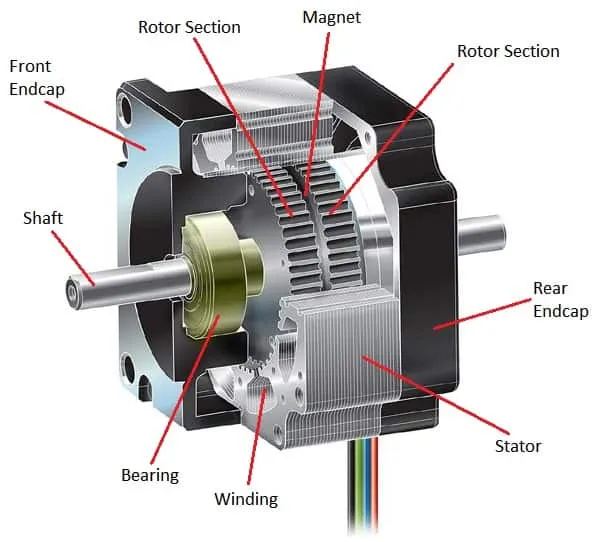 Magnet
Rotor Section
Rotor Section
Front
Endcap
Shaft
Rear
Endcap
Stator
Bearing
Winding